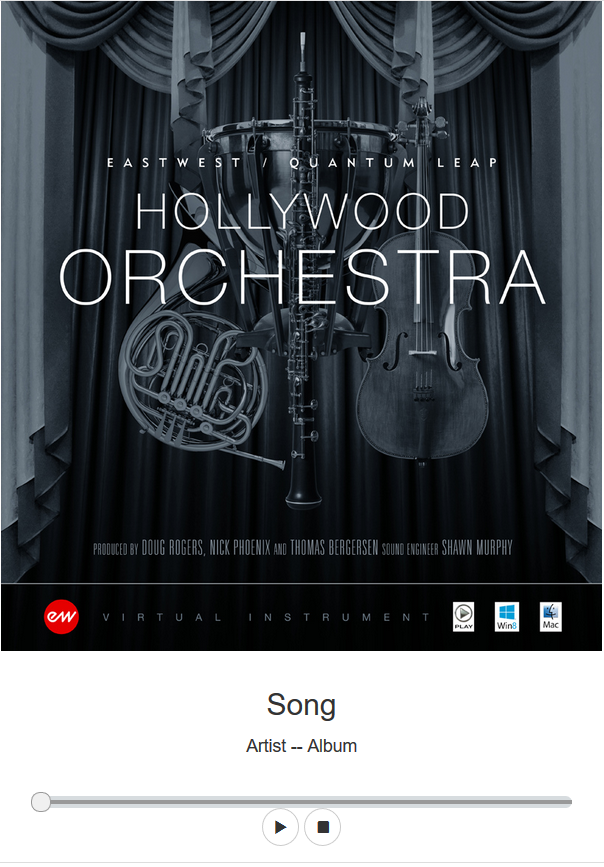 EASTWEST / QUANTUM LEAP
HOLLYWOOD
ORCHESTRA
PRODUCED BY DOUG ROGERS, NICK PHOENIX AND THOMAS BERGERSEN SOUND ENGINEER SHAWN MURPHY
ew VIRTUAL INSTRUMENT PLAY Win8 Mac
Song
Artist -- Album